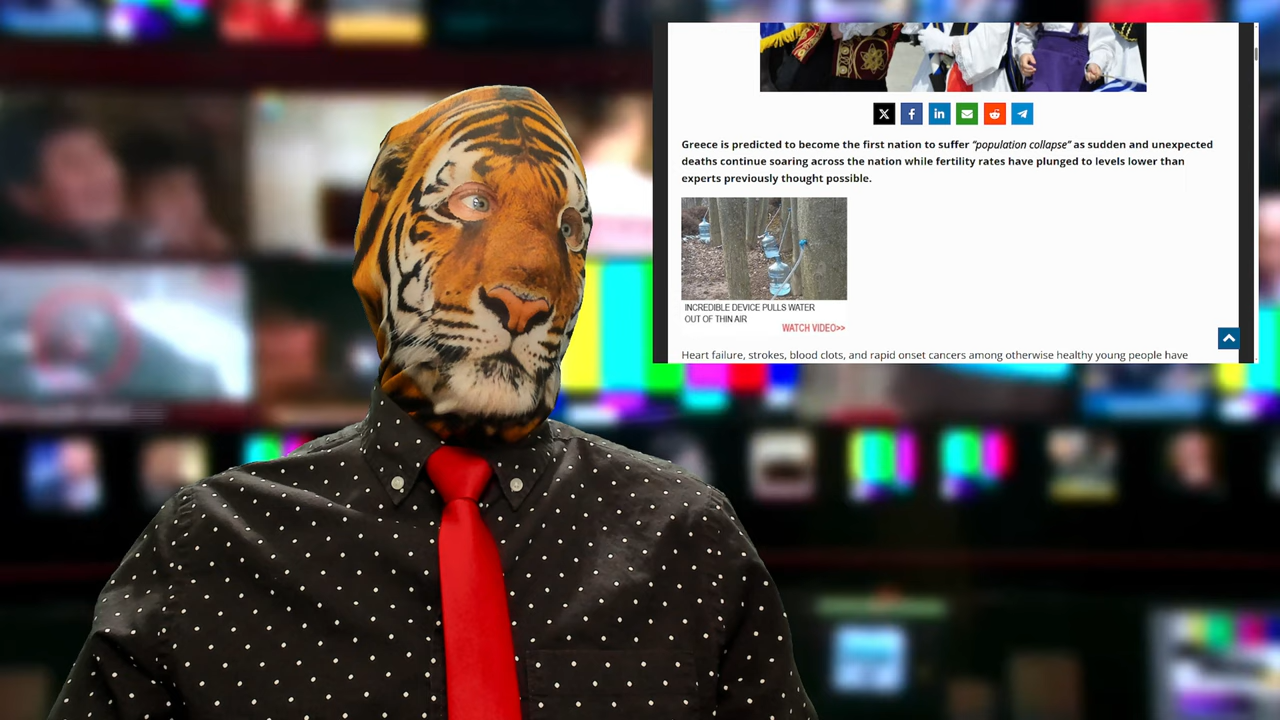 Greece is predicted to become the first nation to suffer "population collapse" as sudden and unexpected
deaths continue soaring across the nation while fertility rates have plunged to levels lower than
experts previously thought possible.
INCREDIBLE DEVICE PULLS WATER
OUT OF THIN AIR
WATCH VIDEO>>
Heart failure, strokes, blood clots, and rapid onset cancers among otherwise healthy young people have